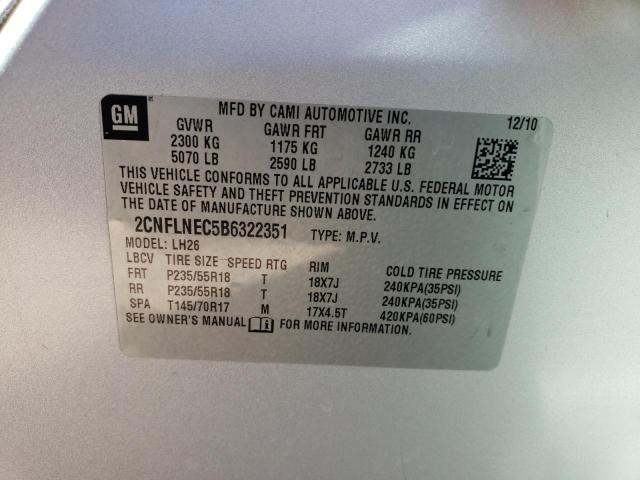 GM
MFD BY CAMI AUTOMOTIVE INC.
12/10
GVWR GAWR FRT GAWR RR
2300 KG 1175 KG 1240 KG
5070 LB 2590 LB 2733 LB
THIS VEHICLE CONFORMS TO ALL APPLICABLE U.S. FEDERAL MOTOR
VEHICLE SAFETY AND THEFT PREVENTION STANDARDS IN EFFECT ON THE
DATE OF MANUFACTURE SHOWN ABOVE.
2CNFLNEC5B6322351 TYPE: M.P.V.
MODEL: LH26
LBCV TIRE SIZE SPEED RTG RIM COLD TIRE PRESSURE
FRT P235/55R18 T 18X7J 240KPA(35PSI)
RR P235/55R18 T 18X7J 240KPA(35PSI)
SPA T145/70R17 M 17X4.5T 420KPA(60PSI)
SEE OWNER'S MANUAL FOR MORE INFORMATION.